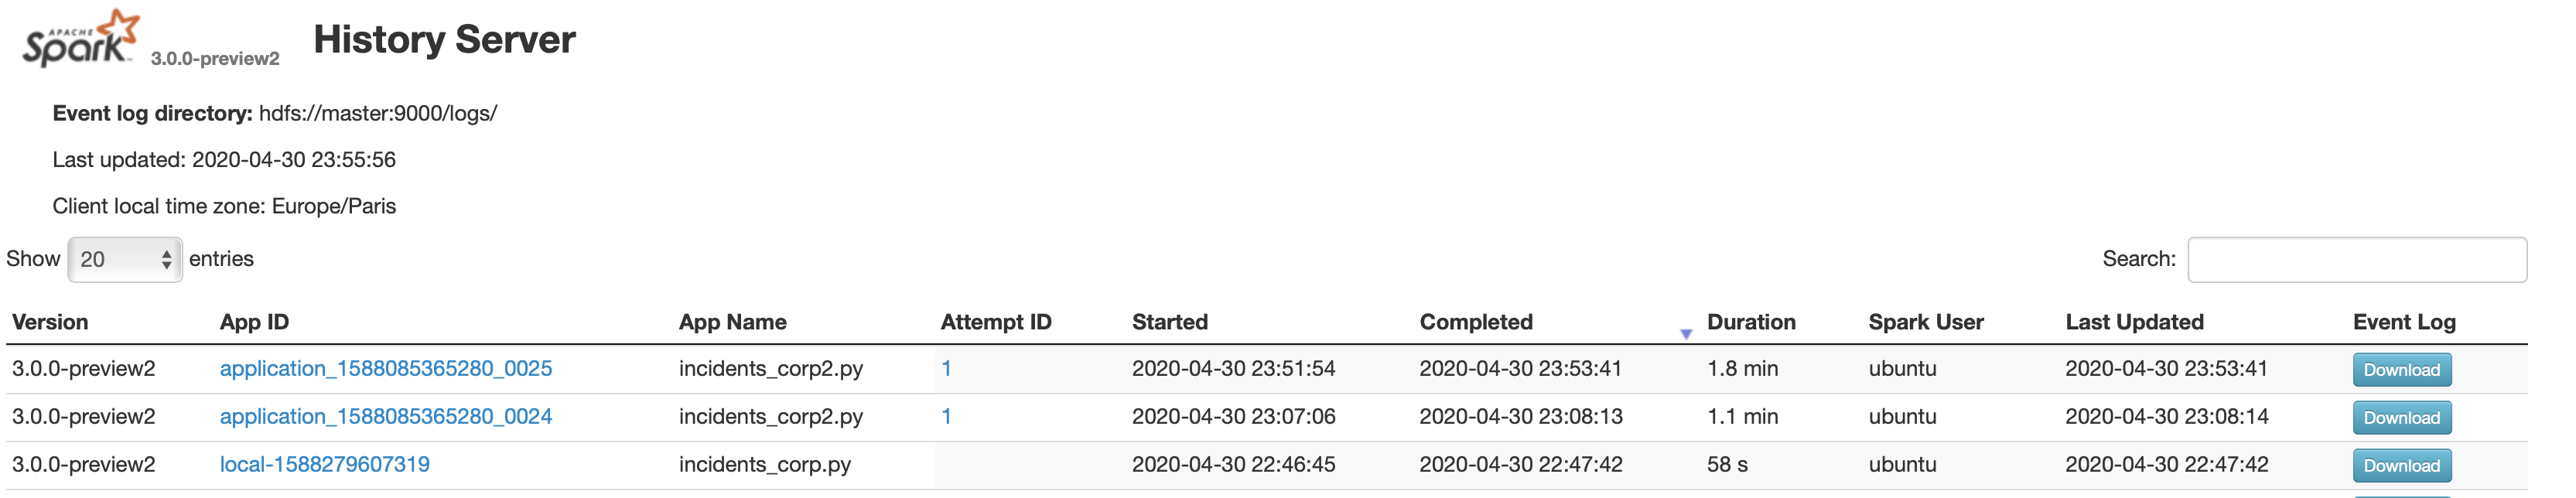 APACHE
Spark 3.0.0-preview2 History Server
Event log directory: hdfs://master:9000/logs/
Last updated: 2020-04-30 23:55:56
Client local time zone: Europe/Paris
Show 20 entries Search:
Version App ID App Name Attempt ID Started Completed Duration Spark User Last Updated Event Log
3.0.0-preview2 application_1588085365280_0025 incidents_corp2.py 1 2020-04-30 23:51:54 2020-04-30 23:53:41 1.8 min ubuntu 2020-04-30 23:53:41 Download
3.0.0-preview2 application_1588085365280_0024 incidents_corp2.py 1 2020-04-30 23:07:06 2020-04-30 23:08:13 1.1 min ubuntu 2020-04-30 23:08:14 Download
3.0.0-preview2 local-1588279607319 incidents_corp.py 2020-04-30 22:46:45 2020-04-30 22:47:42 58 s ubuntu 2020-04-30 22:47:42 Download